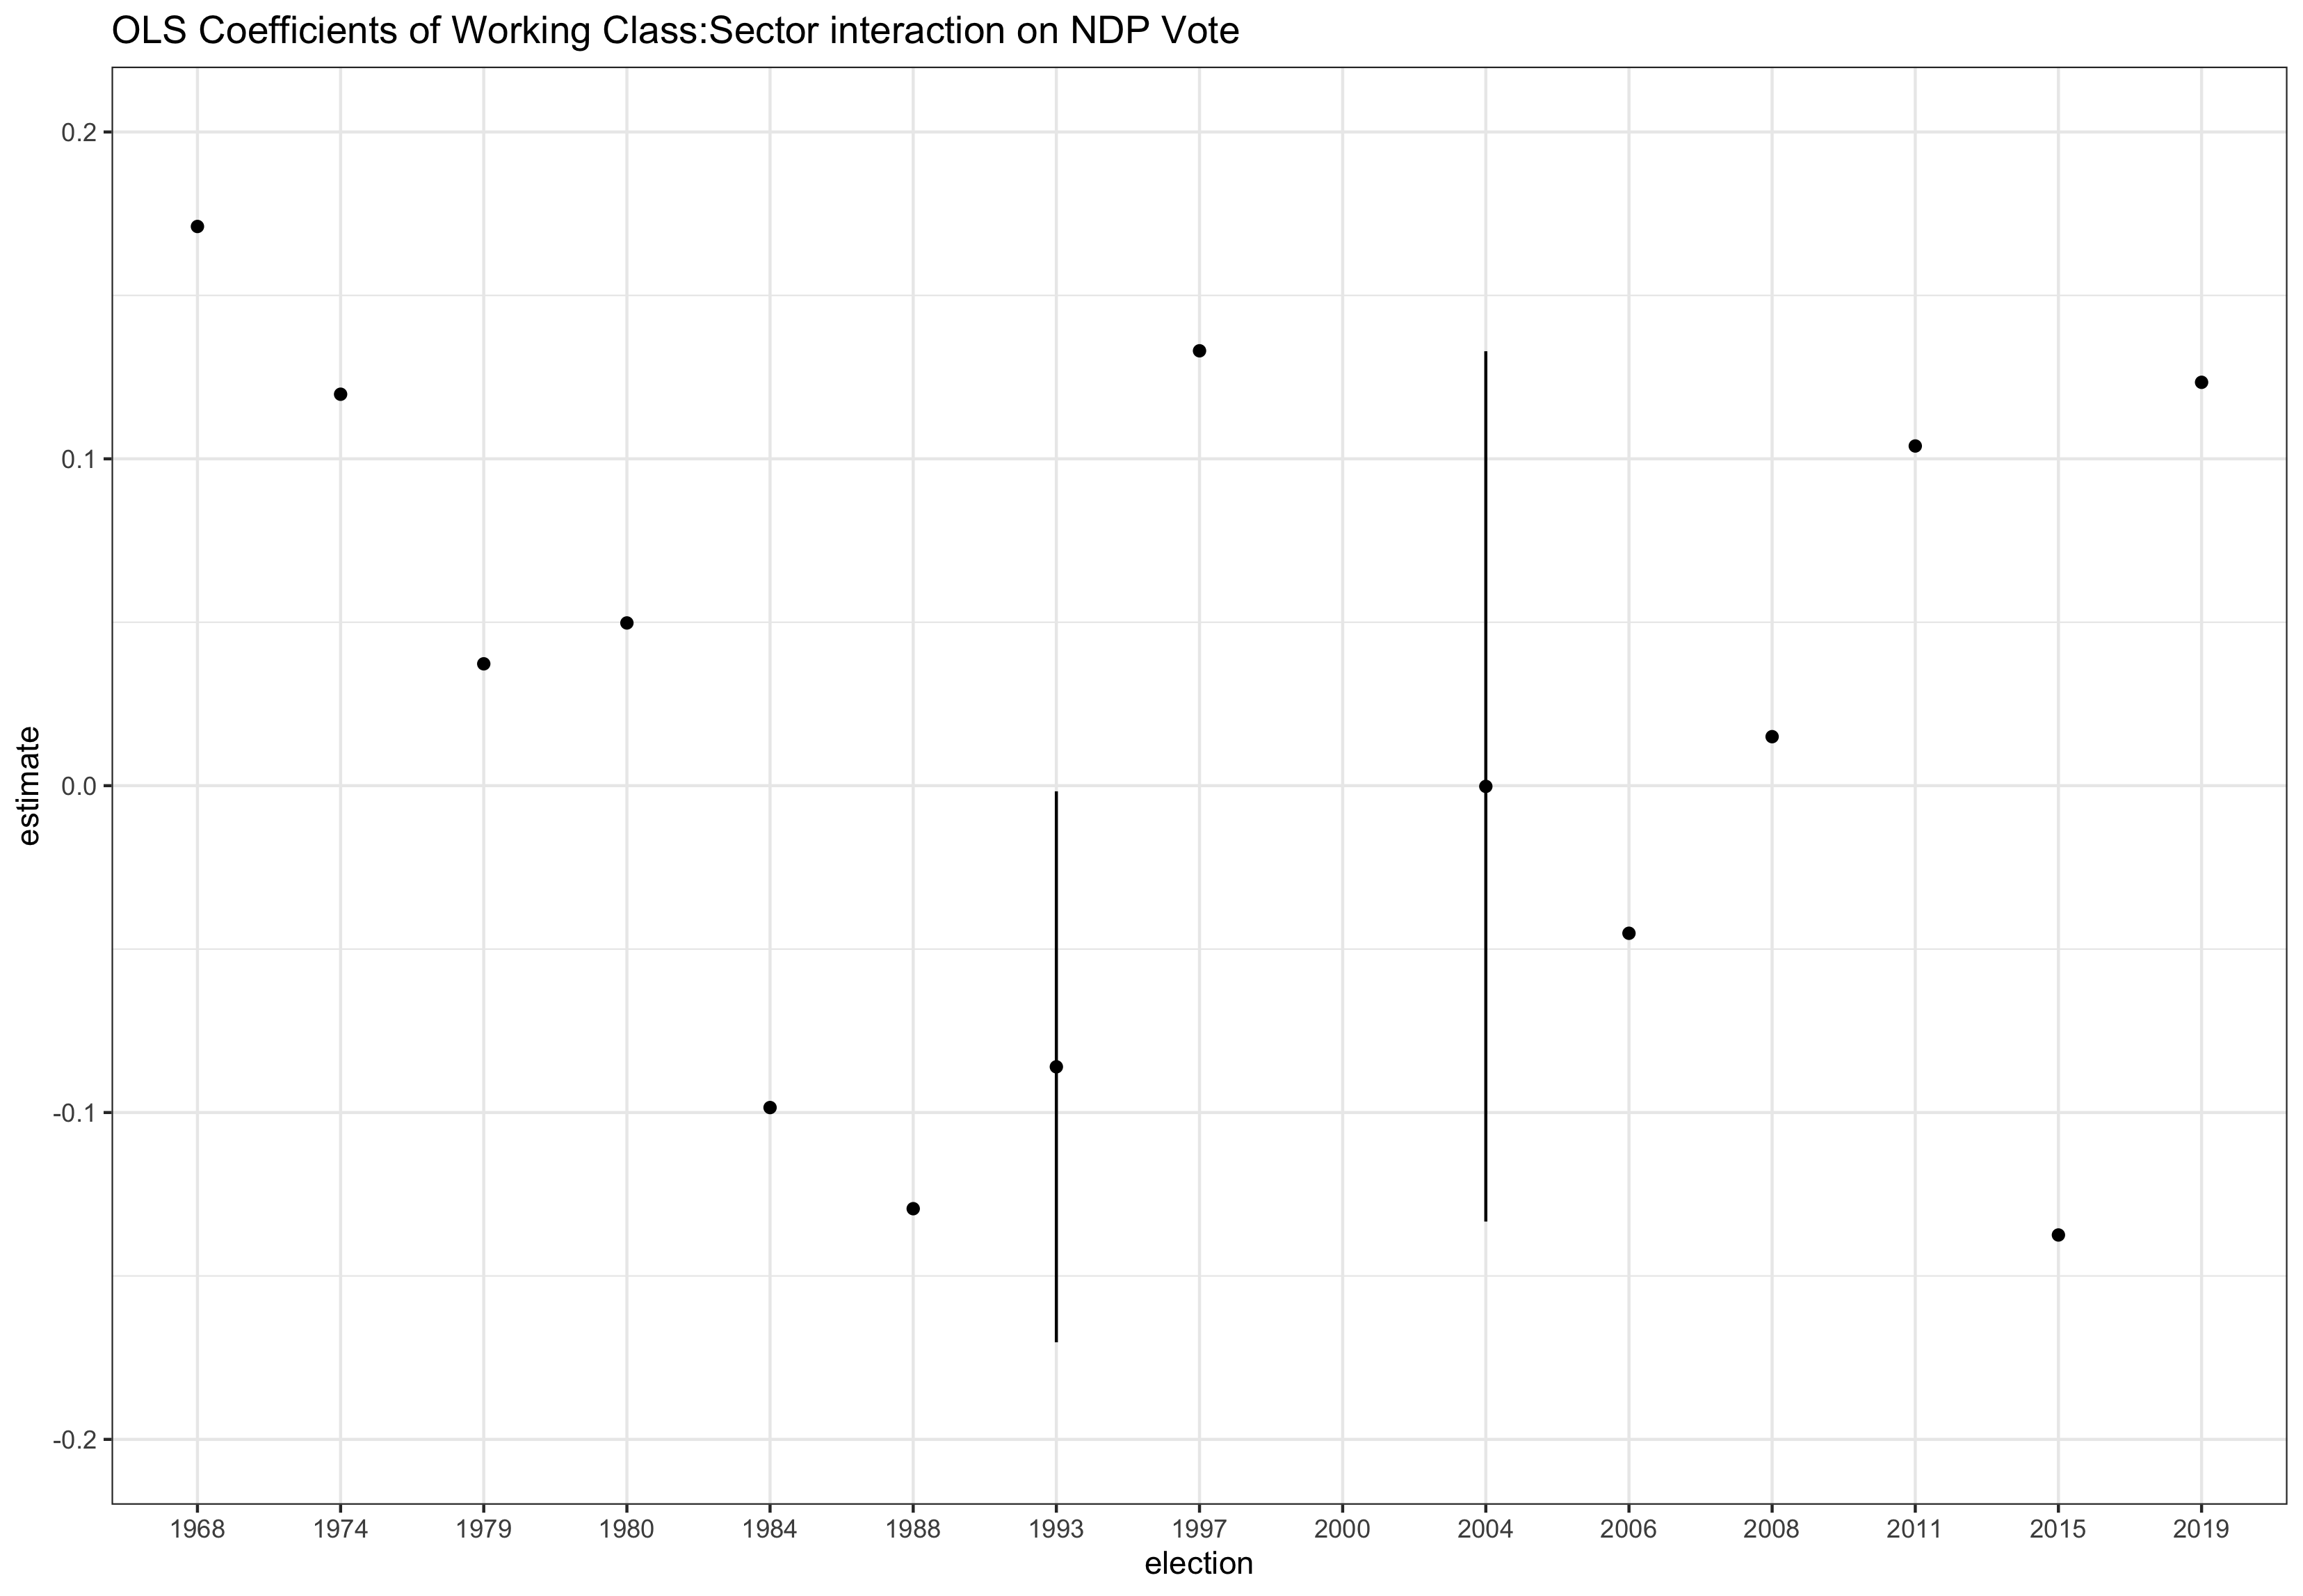 OLS Coefficients of Working Class:Sector interaction on NDP Vote
0.2
0.1
0.0
-0.1
-0.2
estimate
1968 1974 1979 1980 1984 1988 1993 1997 2000 2004 2006 2008 2011 2015 2019
election